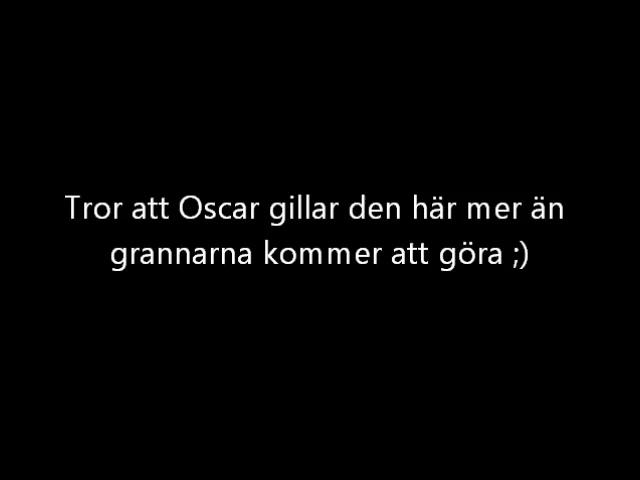 Tror att Oscar gillar den här mer än
grannarna kommer att göra ;)